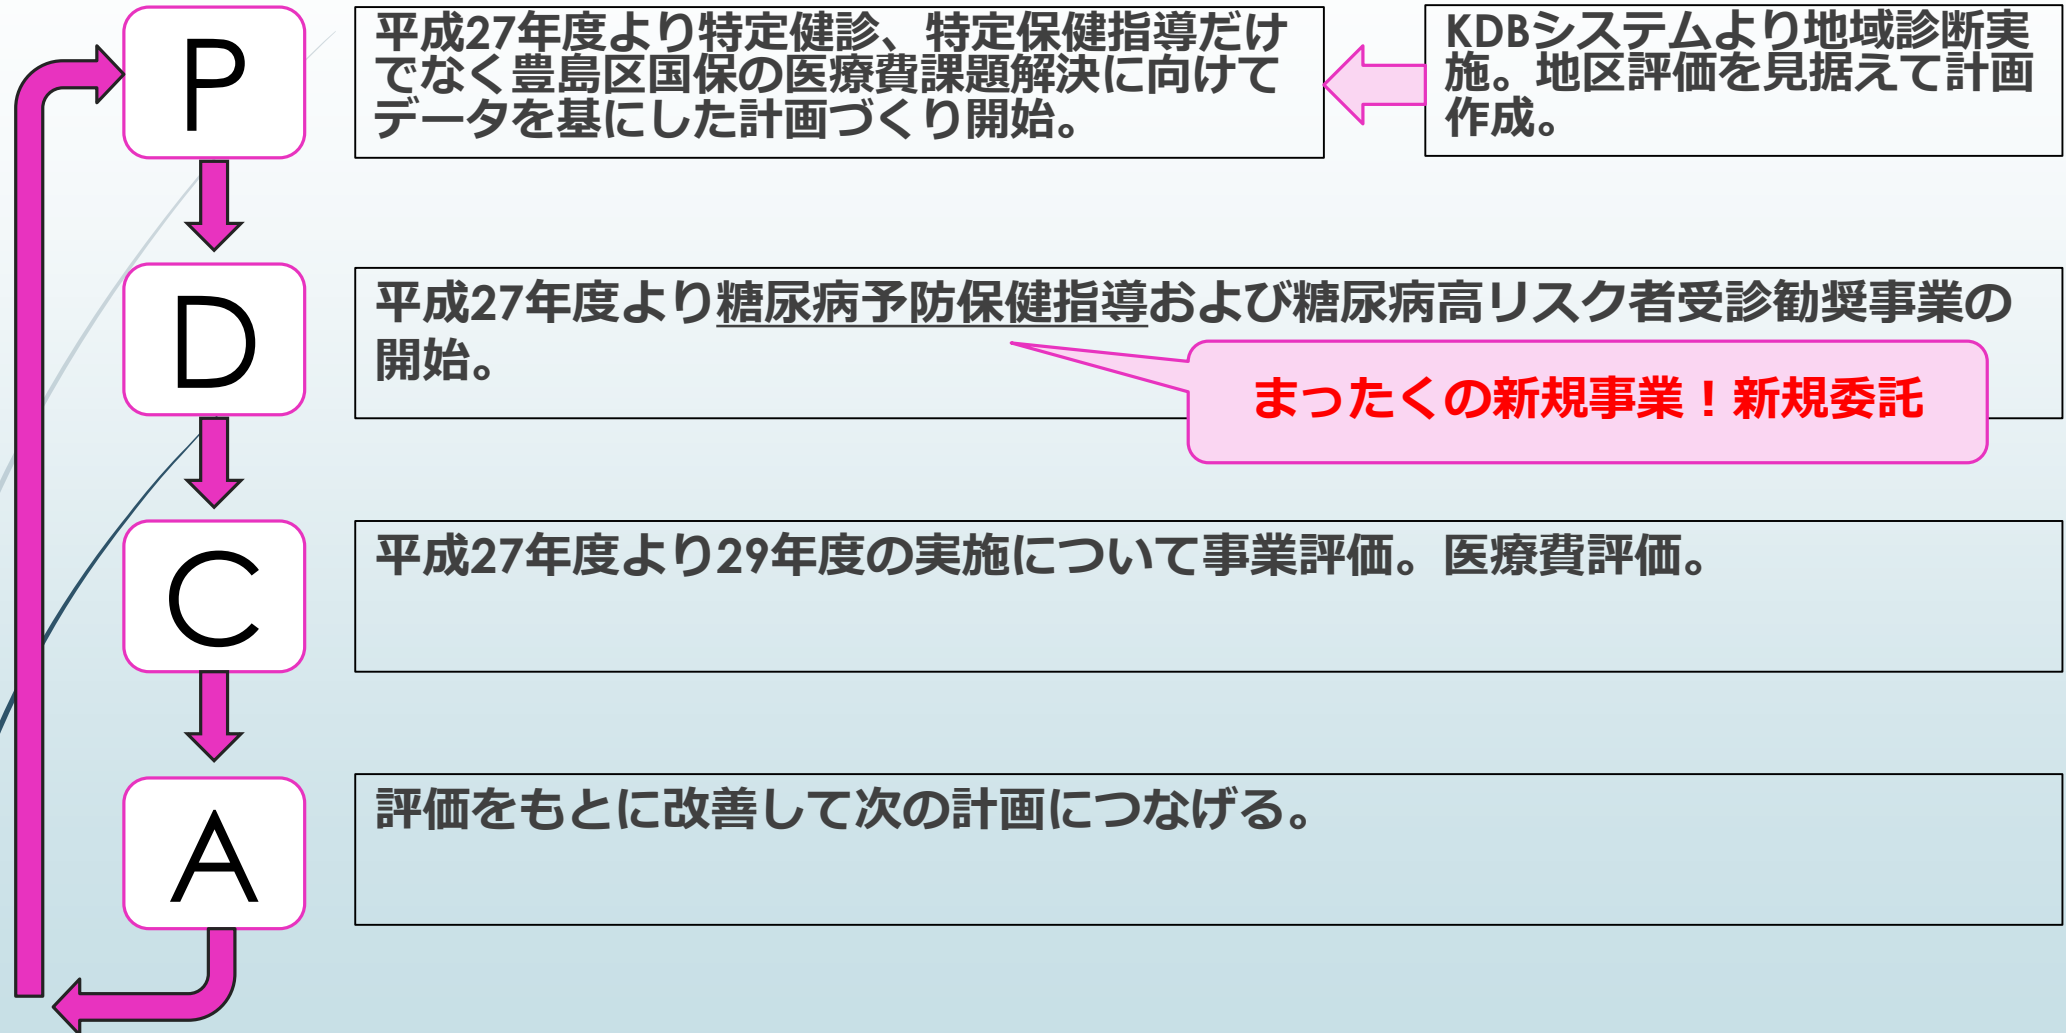 P
平成27年度より特定健診、特定保健指導だけ
でなく豊島区国保の医療費課題解決に向けて
データを基にした計画づくり開始。
KDBシステムより地域診断実
施。地区評価を見据えて計画
作成。
D
平成27年度より糖尿病予防保健指導および糖尿病高リスク者受診勧奨事業の
開始。
まったくの新規事業！新規委託
C
平成27年度より29年度の実施について事業評価。医療費評価。
A
評価をもとに改善して次の計画につなげる。